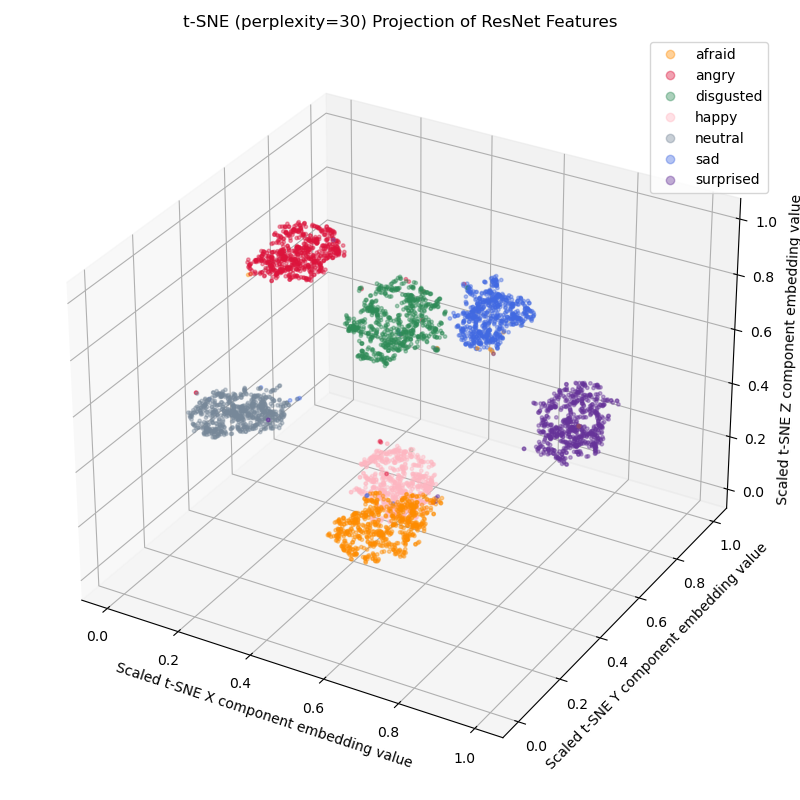 t-SNE (perplexity=30) Projection of ResNet Features
afraid
angry
disgusted
happy
neutral
sad
surprised
1.0
0.8
0.6
0.4
0.2
0.0
Scaled t-SNE Z component embedding value
0.0
0.2
0.4
0.6
0.8
1.0
Scaled t-SNE X component embedding value
1.0
0.8
0.6
0.4
0.2
0.0
Scaled t-SNE Y component embedding value